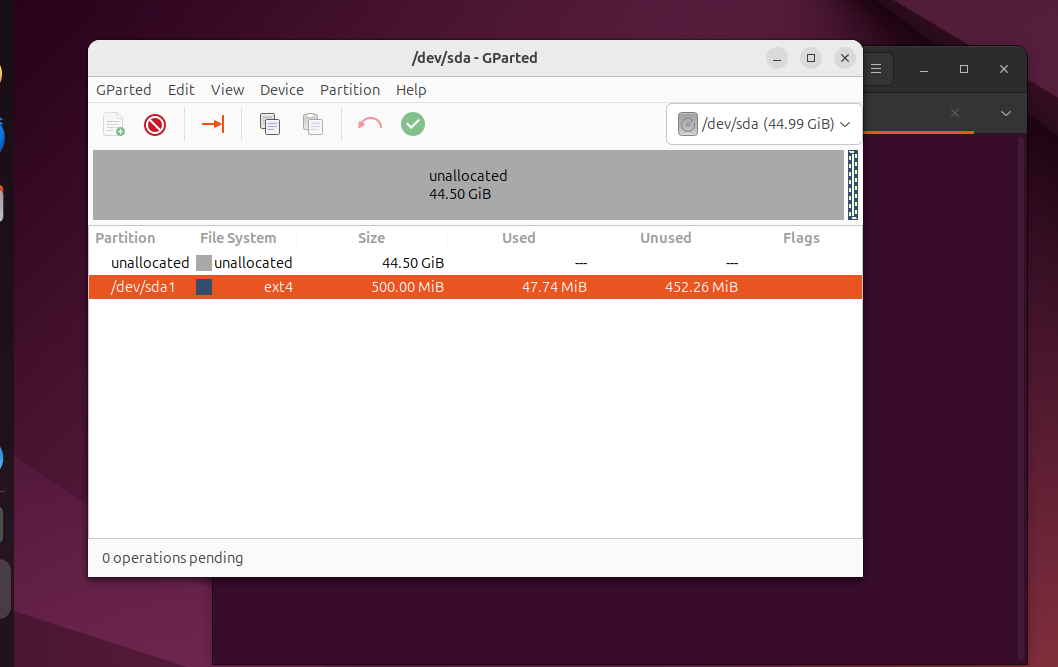 /dev/sda - GParted
GParted Edit View Device Partition Help
/dev/sda (44.99 GiB)
unallocated
44.50 GiB
Partition File System Size Used Unused Flags
unallocated unallocated 44.50 GiB --- ---
/dev/sda1 ext4 500.00 MiB 47.74 MiB 452.26 MiB
0 operations pending